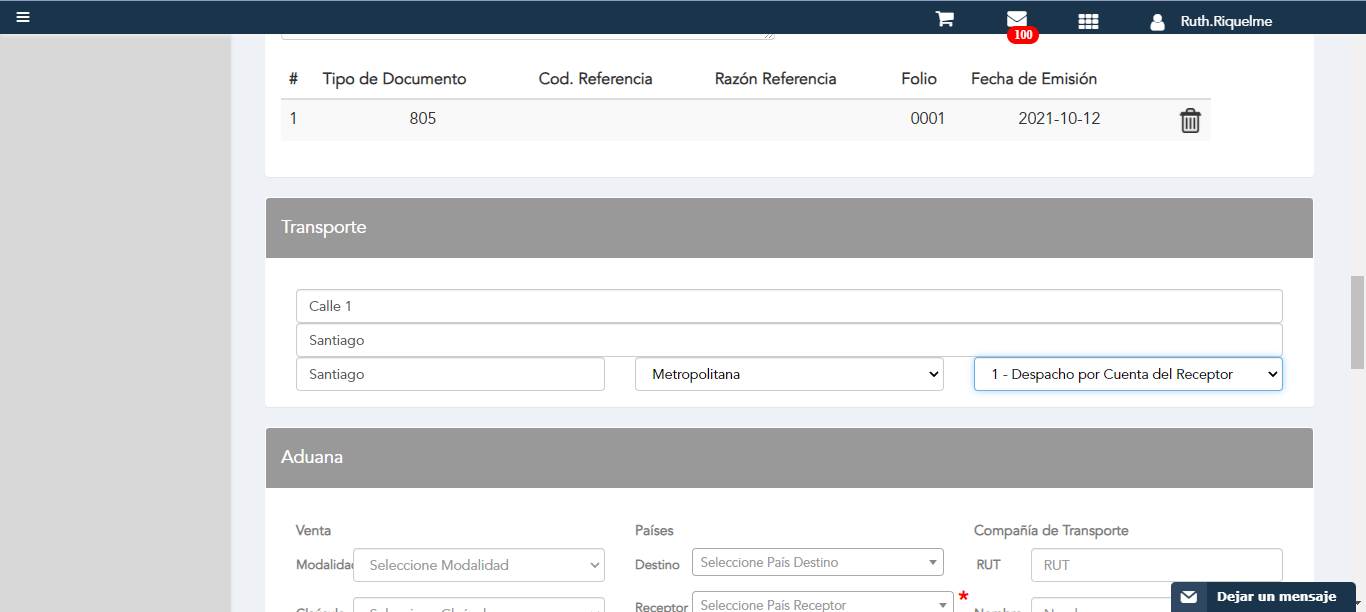 100
Ruth.Riquelme
# Tipo de Documento Cod. Referencia Razón Referencia Folio Fecha de Emisión
1 805 0001 2021-10-12
Transporte
Calle 1
Santiago
Santiago Metropolitana 1 - Despacho por Cuenta del Receptor
Aduana
Venta Países Compañía de Transporte
Modalidad Seleccione Modalidad Destino Seleccione País Destino RUT RUT
Receptor Seleccione País Receptor *
Dejar un mensaje